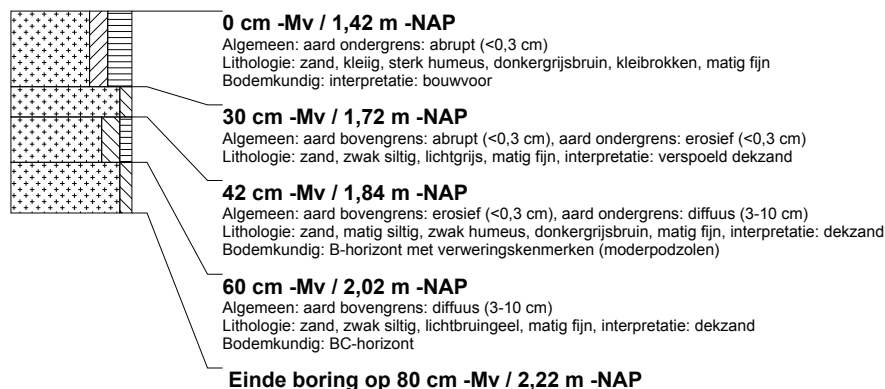 0 cm -Mv / 1,42 m -NAP
Algemeen: aard ondergrens: abrupt (<0,3 cm)
Lithologie: zand, kleiig, sterk humeus, donkergrijsbruin, kleibrokken, matig fijn
Bodemkundig: interpretatie: bouwvoor
30 cm -Mv / 1,72 m -NAP
Algemeen: aard bovengrens: abrupt (<0,3 cm), aard ondergrens: erosief (<0,3 cm)
Lithologie: zand, zwak siltig, lichtgrijs, matig fijn, interpretatie: verspoeld dekzand
42 cm -Mv / 1,84 m -NAP
Algemeen: aard bovengrens: erosief (<0,3 cm), aard ondergrens: diffuus (3-10 cm)
Lithologie: zand, matig siltig, zwak humeus, donkergrijsbruin, matig fijn, interpretatie: dekzand
Bodemkundig: B-horizont met verweringskenmerken (moderpodzolen)
60 cm -Mv / 2,02 m -NAP
Algemeen: aard bovengrens: diffuus (3-10 cm)
Lithologie: zand, zwak siltig, lichtbruingeel, matig fijn, interpretatie: dekzand
Bodemkundig: BC-horizont
Einde boring op 80 cm -Mv / 2,22 m -NAP